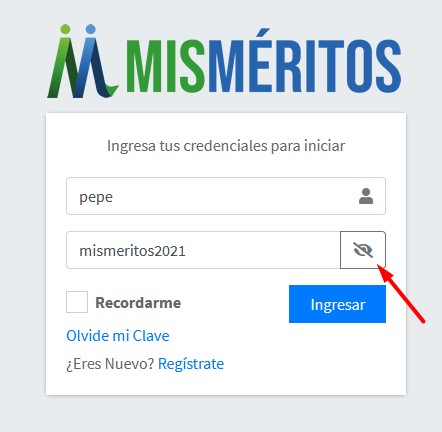 MISMÉRITOS
Ingresa tus credenciales para iniciar
pepe
mismeritos2021
Recordarme
Ingresar
Olvide mi Clave
¿Eres Nuevo? Regístrate